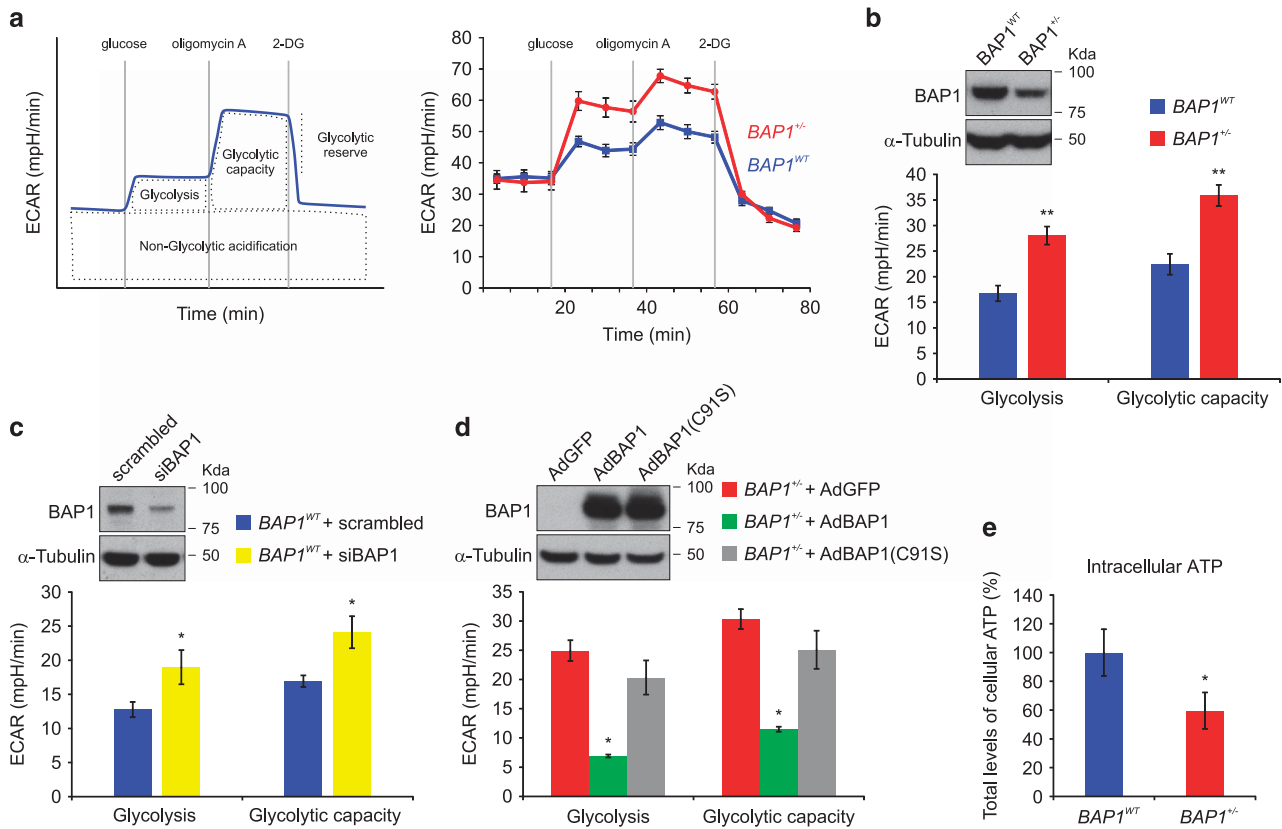 a
glucose
oligomycin A
2-DG
ECAR (mpH/min)
Glycolysis
Glycolytic
capacity
Glycolytic
reserve
Non-Glycolytic acidification
Time (min)
glucose
oligomycin A
2-DG
ECAR (mpH/min)
80
70
60
50
40
30
20
10
0
BAP1+/-
BAP1WT
20
40
60
80
Time (min)
b
BAP1WT
BAP1+/-
Kda
BAP1
100
75
α-Tubulin
50
BAP1WT
BAP1+/-
ECAR (mpH/min)
40
35
30
25
20
15
10
5
0
**
**
Glycolysis
Glycolytic capacity
c
scrambled
siBAP1
Kda
BAP1
100
75
α-Tubulin
50
BAP1WT + scrambled
BAP1WT + siBAP1
ECAR (mpH/min)
30
25
20
15
10
5
0
*
*
Glycolysis
Glycolytic capacity
d
AdGFP
AdBAP1
AdBAP1(C91S)
Kda
BAP1
100
75
α-Tubulin
50
BAP1+/- + AdGFP
BAP1+/- + AdBAP1
BAP1+/- + AdBAP1(C91S)
ECAR (mpH/min)
35
30
25
20
15
10
5
0
*
*
Glycolysis
Glycolytic capacity
e
Intracellular ATP
Total levels of cellular ATP (%)
140
120
100
80
60
40
20
0
*
BAP1WT
BAP1+/-